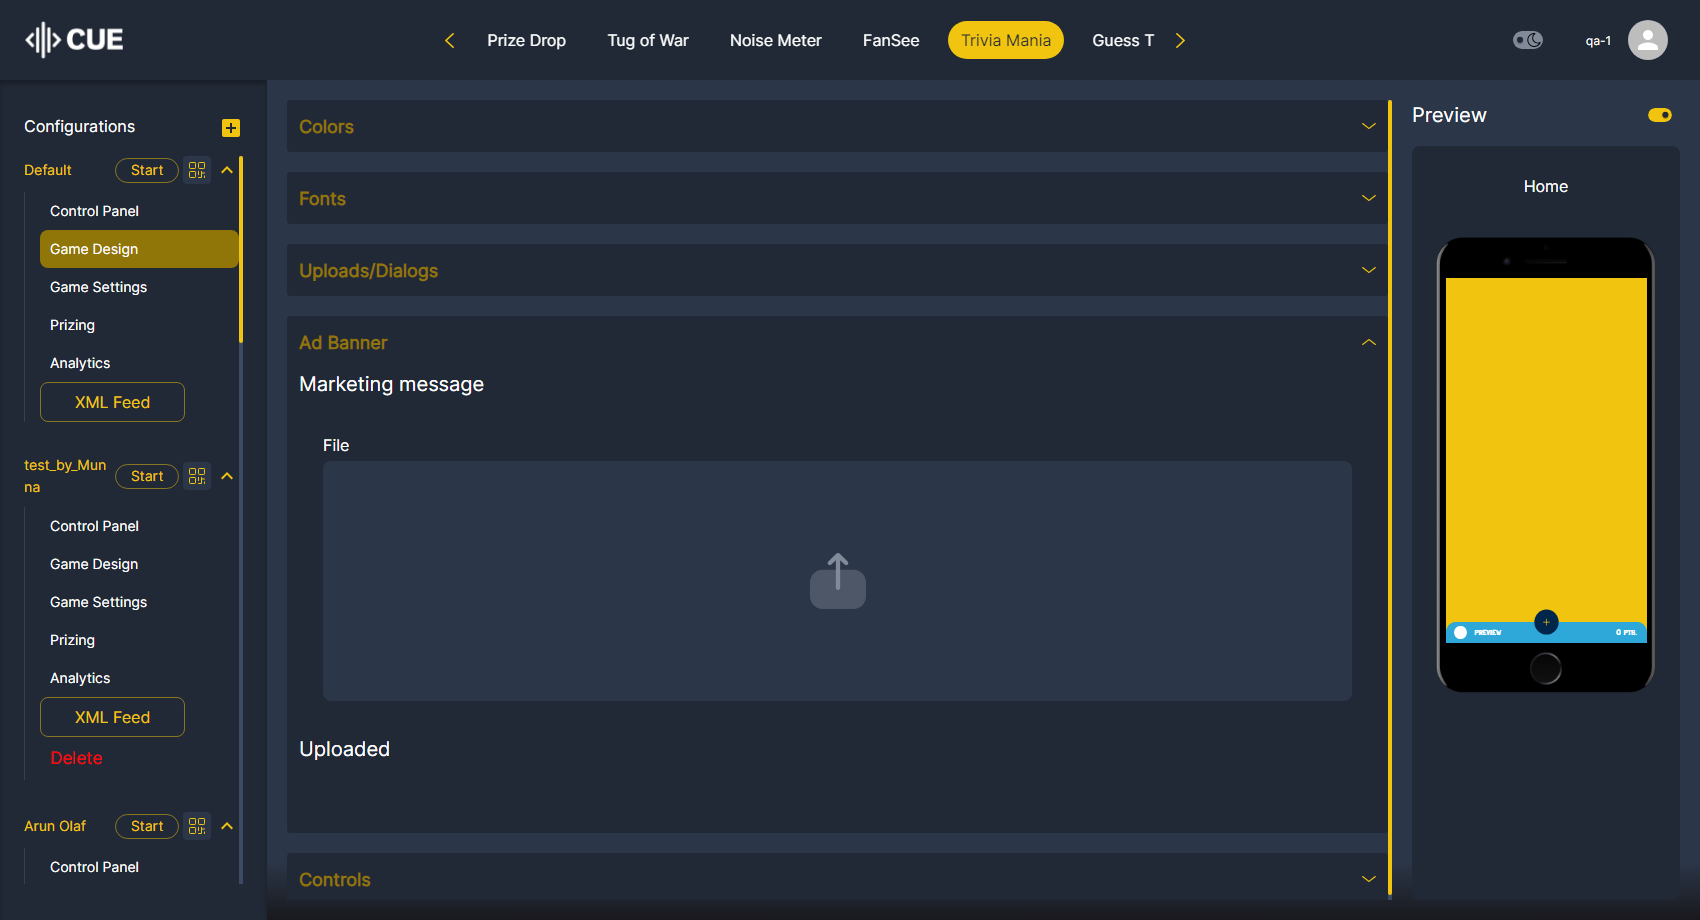 CUE
Prize Drop
Tug of War
Noise Meter
FanSee
Trivia Mania
Guess T
qa-1
Configurations
Default
Start
Control Panel
Game Design
Game Settings
Prizing
Analytics
XML Feed
test_by_Mun
na
Start
Control Panel
Game Design
Game Settings
Prizing
Analytics
XML Feed
Delete
Arun Olaf
Start
Control Panel
Colors
Fonts
Uploads/Dialogs
Ad Banner
Marketing message
File
Uploaded
Controls
Preview
Home
PREVIEW
0 PTS.